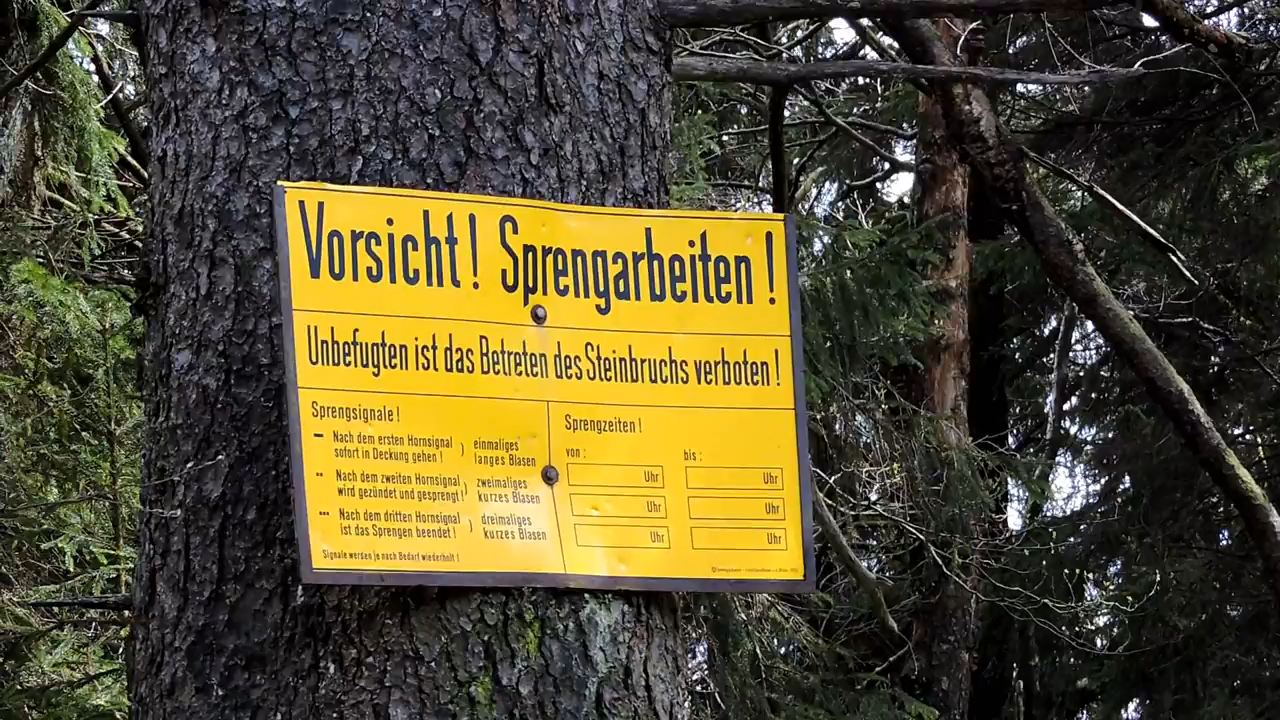 Vorsicht! Sprengarbeiten!
Unbefugten ist das Betreten des Steinbruchs verboten!
Sprengsignale!
– Nach dem ersten Hornsignal
sofort in Deckung gehen!
) einmaliges
langes Blasen
-- Nach dem zweiten Hornsignal
wird gezündet und gesprengt!
) zweimaliges
kurzes Blasen
--- Nach dem dritten Hornsignal
ist das Sprengen beendet!
) dreimaliges
kurzes Blasen
Signale werden je nach Bedarf wiederholt!
Sprengzeiten!
von: bis:
Uhr Uhr
Uhr Uhr
Uhr Uhr